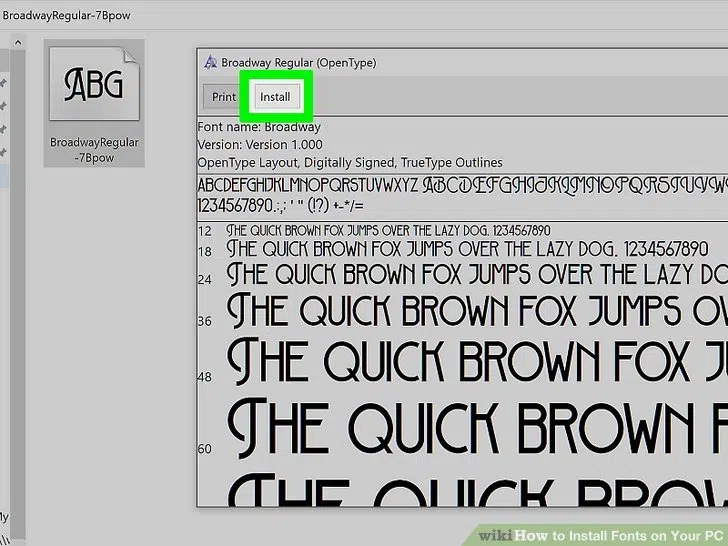 BroadwayRegular-7Bpow
ABG
BroadwayRegular
-7Bpow
Broadway Regular (OpenType)
Print
Install
Font name: Broadway
Version: Version 1.000
OpenType Layout, Digitally Signed, TrueType Outlines
ABCDEFGHIJKLMNOPQRSTUVWXYZ ABCDEFGHIJKLMNOPQRSTUVW
1234567890.:,; ' " (!?) +-*/=
12 THE QUICK BROWN FOX JUMPS OVER THE LAZY DOG. 1234567890
18 THE QUICK BROWN FOX JUMPS OVER THE LAZY DOG. 1234567890
24 THE QUICK BROWN FOX JUMPS OVER THE LAZY DO
36 THE QUICK BROWN FOX JUMPS OV
48 THE QUICK BROWN FOX J
60 THE QUICK BROWN F
My
wikiHow to Install Fonts on Your PC